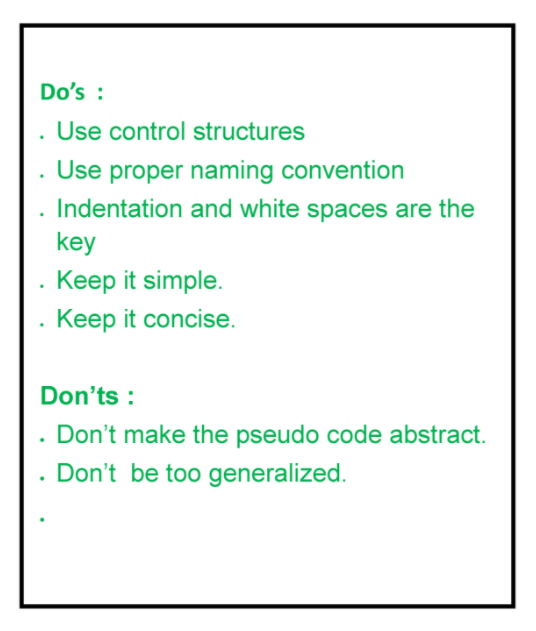 Do's :
. Use control structures
. Use proper naming convention
. Indentation and white spaces are the
key
. Keep it simple.
. Keep it concise.
Don'ts :
. Don't make the pseudo code abstract.
. Don't  be too generalized.
.